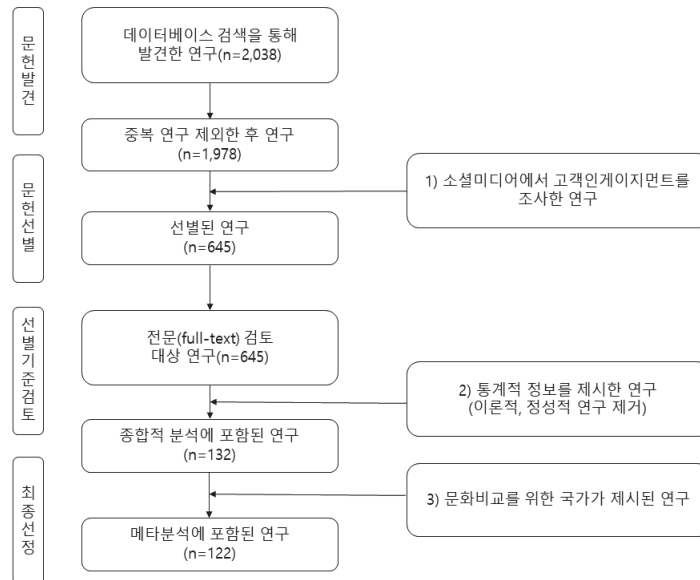 문헌발견
데이터베이스 검색을 통해
발견한 연구(n=2,038)
중복 연구 제외한 후 연구
(n=1,978)
문헌선별
1) 소셜미디어에서 고객인게이지먼트를
조사한 연구
선별된 연구
(n=645)
선별기준검토
전문(full-text) 검토
대상 연구(n=645)
2) 통계적 정보를 제시한 연구
(이론적, 정성적 연구 제거)
종합적 분석에 포함된 연구
(n=132)
최종선정
3) 문화비교를 위한 국가가 제시된 연구
메타분석에 포함된 연구
(n=122)